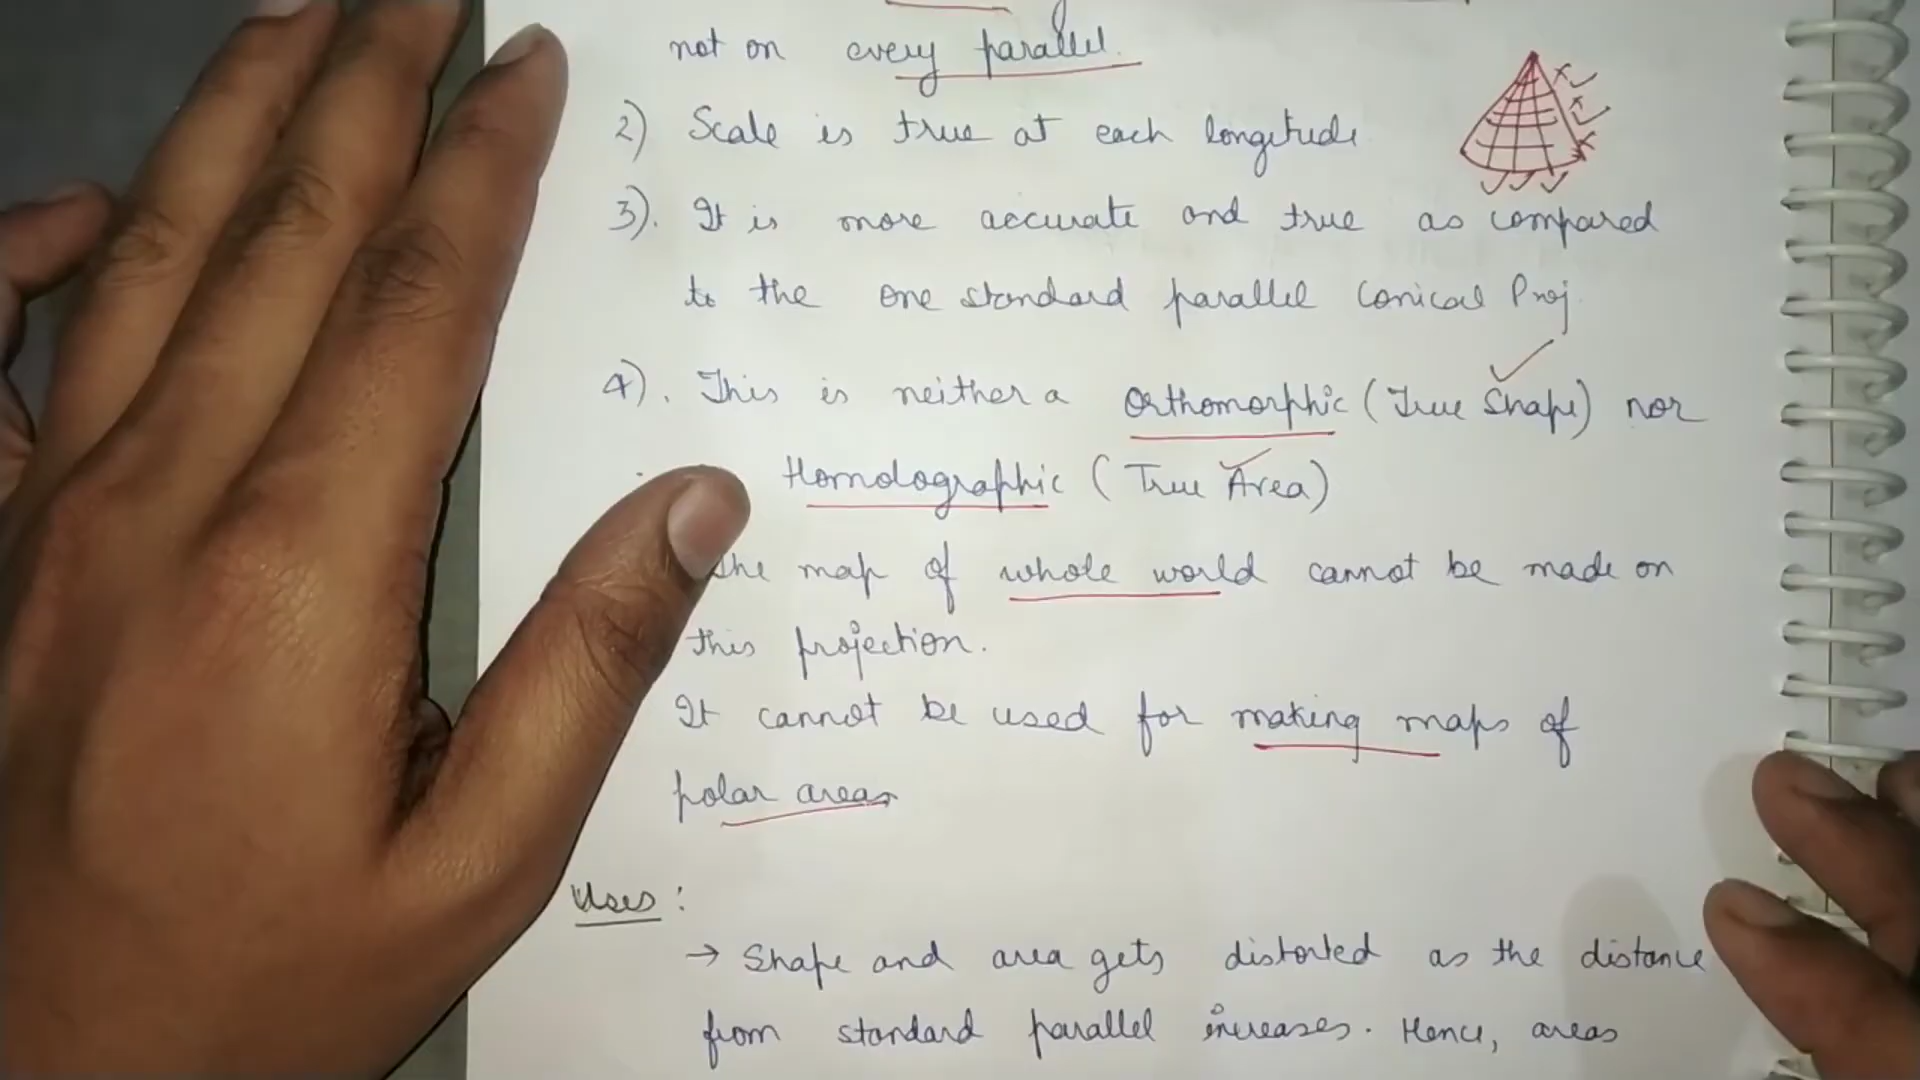 not on every parallel.
2) Scale is true at each longitude
3). It is more accurate and true as compared
to the one standard parallel Conical Proj
4). This is neither a Orthomorphic (True Shape) nor
Homolographic (True Area)
The map of whole world cannot be made on
this projection.
It cannot be used for making maps of
polar areas
Uses :
→ Shape and area gets distorted as the distance
from standard parallel increases. Hence, areas